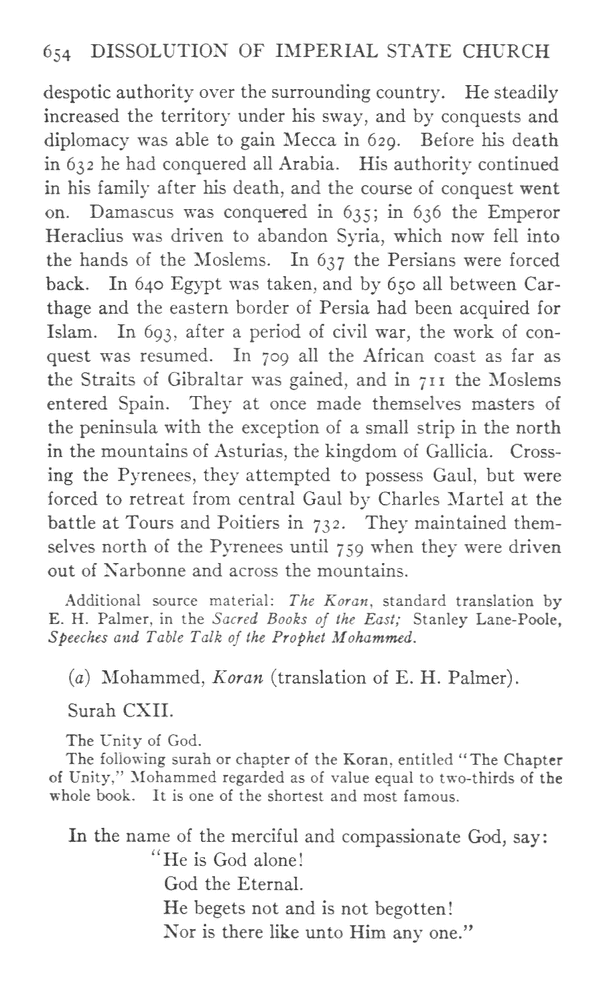 654 DISSOLUTION OF IMPERIAL STATE CHURCH
despotic authority over the surrounding country. He steadily
increased the territory under his sway, and by conquests and
diplomacy was able to gain Mecca in 629. Before his death
in 632 he had conquered all Arabia. His authority continued
in his family after his death, and the course of conquest went
on. Damascus was conquered in 635; in 636 the Emperor
Heraclius was driven to abandon Syria, which now fell into
the hands of the Moslems. In 637 the Persians were forced
back. In 640 Egypt was taken, and by 650 all between Car-
thage and the eastern border of Persia had been acquired for
Islam. In 693, after a period of civil war, the work of con-
quest was resumed. In 709 all the African coast as far as
the Straits of Gibraltar was gained, and in 711 the Moslems
entered Spain. They at once made themselves masters of
the peninsula with the exception of a small strip in the north
in the mountains of Asturias, the kingdom of Gallicia. Cross-
ing the Pyrenees, they attempted to possess Gaul, but were
forced to retreat from central Gaul by Charles Martel at the
battle at Tours and Poitiers in 732. They maintained them-
selves north of the Pyrenees until 759 when they were driven
out of Narbonne and across the mountains.
Additional source material: The Koran, standard translation by
E. H. Palmer, in the Sacred Books of the East; Stanley Lane-Poole,
Speeches and Table Talk of the Prophet Mohammed.
(a) Mohammed, Koran (translation of E. H. Palmer).
Surah CXII.
The Unity of God.
The following surah or chapter of the Koran, entitled "The Chapter
of Unity," Mohammed regarded as of value equal to two-thirds of the
whole book. It is one of the shortest and most famous.
In the name of the merciful and compassionate God, say:
"He is God alone!
God the Eternal.
He begets not and is not begotten!
Nor is there like unto Him any one."